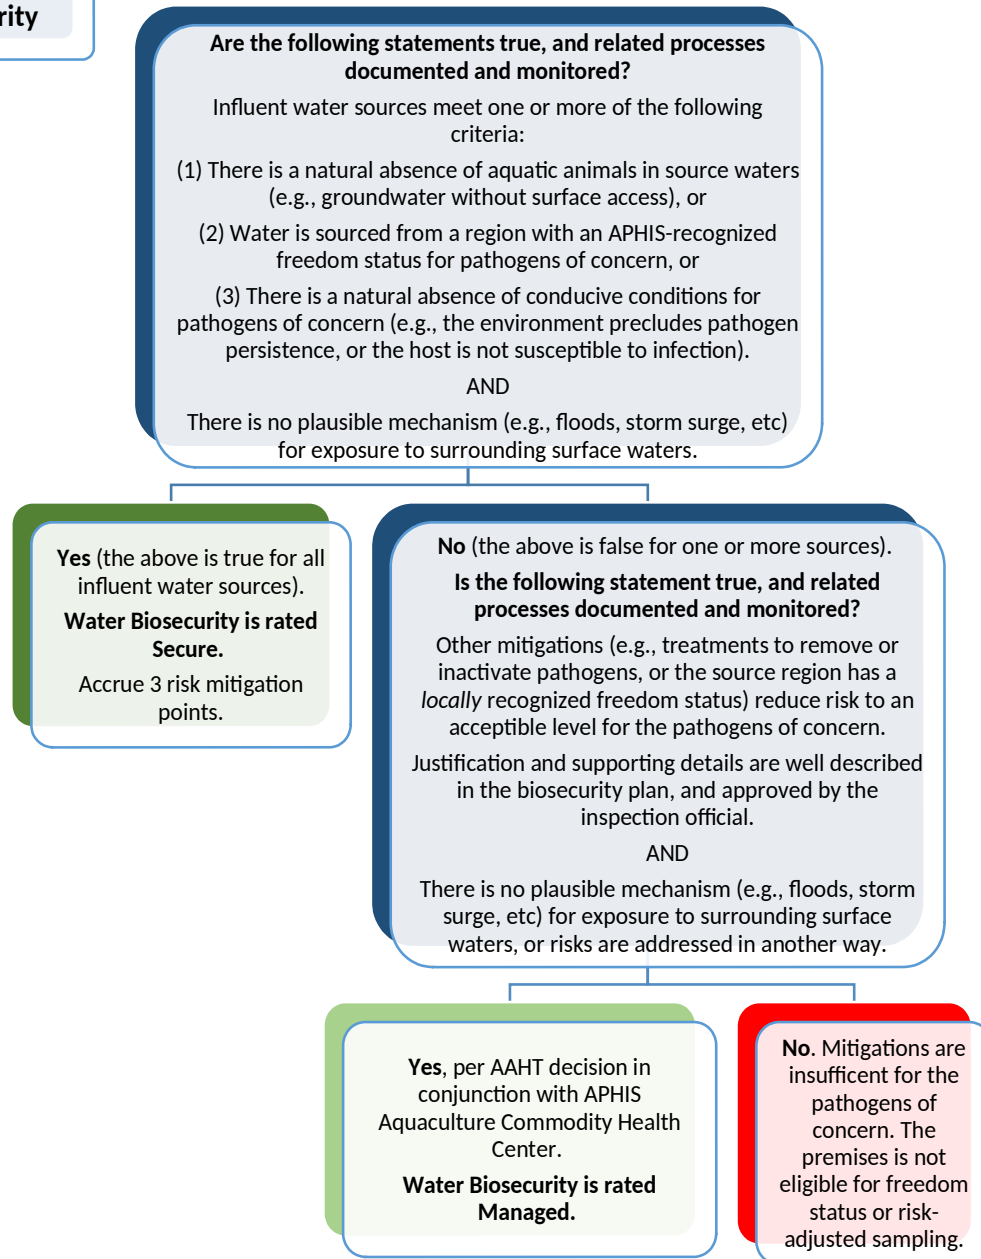 rity
Are the following statements true, and related processes
documented and monitored?
Influent water sources meet one or more of the following
criteria:
(1) There is a natural absence of aquatic animals in source waters
(e.g., groundwater without surface access), or
(2) Water is sourced from a region with an APHIS-recognized
freedom status for pathogens of concern, or
(3) There is a natural absence of conducive conditions for
pathogens of concern (e.g., the environment precludes pathogen
persistence, or the host is not susceptible to infection).
AND
There is no plausible mechanism (e.g., floods, storm surge, etc)
for exposure to surrounding surface waters.
Yes (the above is true for all
influent water sources).
Water Biosecurity is rated
Secure.
Accrue 3 risk mitigation
points.
No (the above is false for one or more sources).
Is the following statement true, and related
processes documented and monitored?
Other mitigations (e.g., treatments to remove or
inactivate pathogens, or the source region has a
locally recognized freedom status) reduce risk to an
acceptible level for the pathogens of concern.
Justification and supporting details are well described
in the biosecurity plan, and approved by the
inspection official.
AND
There is no plausible mechanism (e.g., floods, storm
surge, etc) for exposure to surrounding surface
waters, or risks are addressed in another way.
Yes, per AAHT decision in
conjunction with APHIS
Aquaculture Commodity Health
Center.
Water Biosecurity is rated
Managed.
No. Mitigations are
insufficent for the
pathogens of
concern. The
premises is not
eligible for freedom
status or risk-
adjusted sampling.